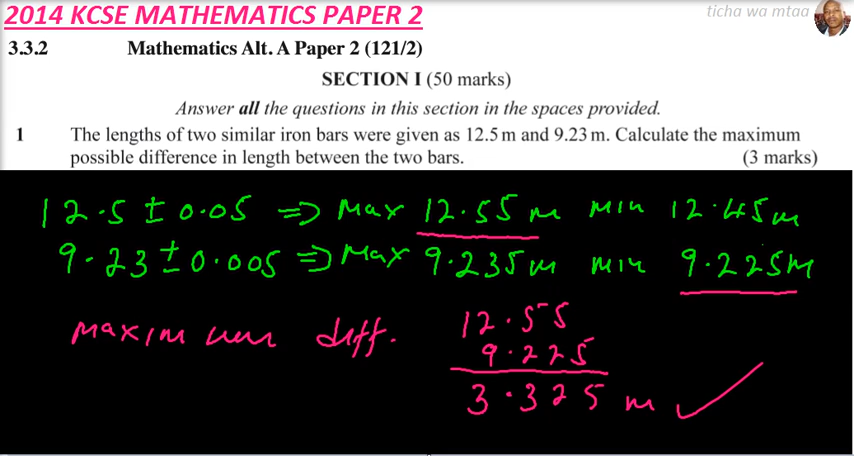 2014 KCSE MATHEMATICS PAPER 2
ticha wa mtaa
3.3.2 Mathematics Alt. A Paper 2 (121/2)
SECTION I (50 marks)
Answer all the questions in this section in the spaces provided.
1 The lengths of two similar iron bars were given as 12.5 m and 9.23 m. Calculate the maximum
possible difference in length between the two bars. (3 marks)
12.5 ± 0.05 => Max 12.55 m min 12.45 m
9.23 ± 0.005 => Max 9.235 m min 9.225 M
maximum diff. 12.55
9.225
3.325 m ✓